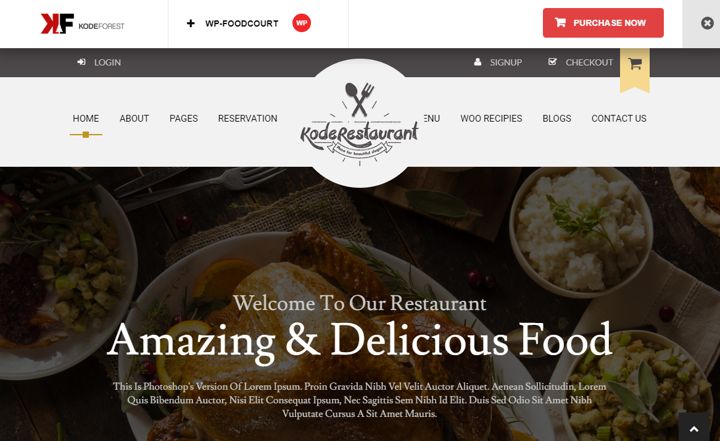 KF KODEFOREST
WP-FOODCOURT WP
PURCHASE NOW
LOGIN
SIGNUP
CHECKOUT
HOME ABOUT PAGES RESERVATION
KodeRestaurant
ENU WOO RECIPIES BLOGS CONTACT US
Welcome To Our Restaurant
Amazing & Delicious Food
This Is Photoshop's Version Of Lorem Ipsum. Proin Gravida Nibh Vel Velit Auctor Aliquet. Aenean Sollicitudin, Lorem
Quis Bibendum Auctor, Nisi Elit Consequat Ipsum, Nec Sagittis Sem Nibh Id Elit. Duis Sed Odio Sit Amet Nibh
Vulputate Cursus A Sit Amet Mauris.